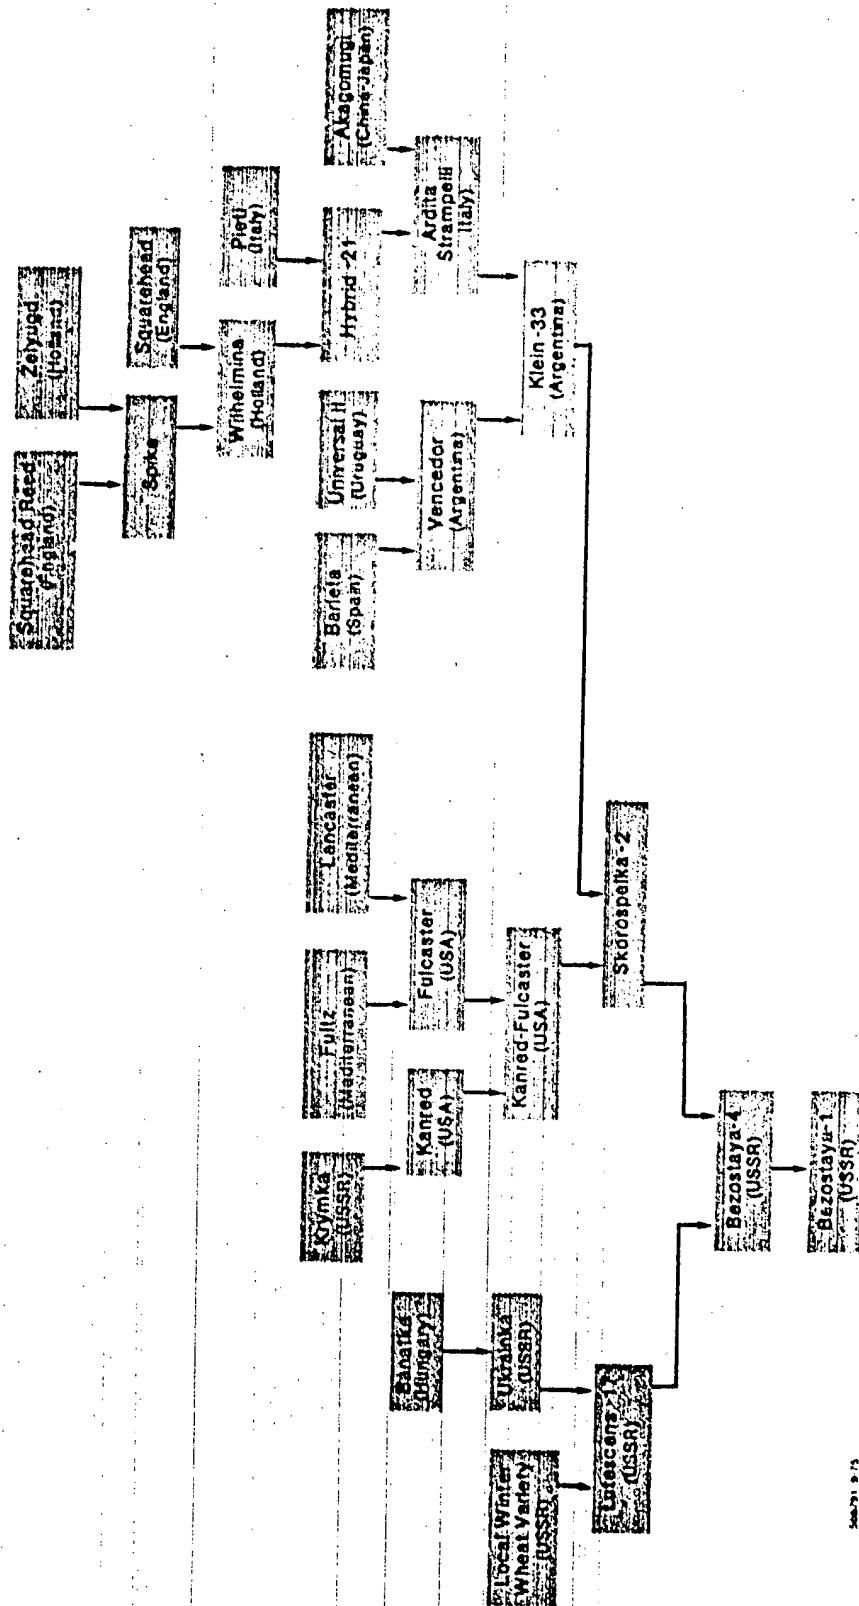 Squarehead Reed
(England)
Zelyugd
(Holland)
Spika
Squarehead
(England)
Wilhelmina
(Holland)
Pieti
(Italy)
Barleta
(Spain)
Universal II
(Uruguay)
Hybrid-21
Akagomugi
(China-Japan)
Vencedor
(Argentina)
Ardita
Strampelli
Italy)
Klein-33
(Argentina)
Krymka
(USSR)
Fultz
(Mediterranean)
Lancaster
(Mediterranean)
Kanred
(USA)
Fulcaster
(USA)
Kanred-Fulcaster
(USA)
Skorospelka-2
Banatka
(Hungary)
Local Winter
Wheat Variety
(USSR)
Ukrainka
(USSR)
Lutescens-17
(USSR)
Bezostaya-4
(USSR)
Bezostaya-1
(USSR)